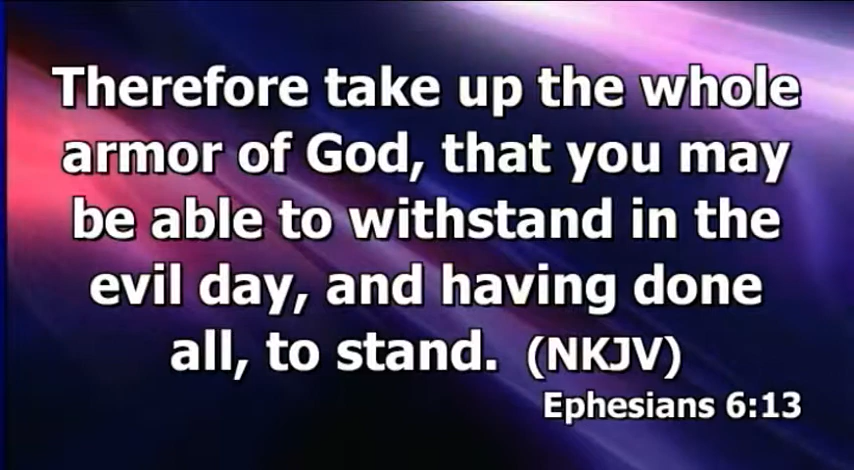 Therefore take up the whole
armor of God, that you may
be able to withstand in the
evil day, and having done
all, to stand. (NKJV)
Ephesians 6:13